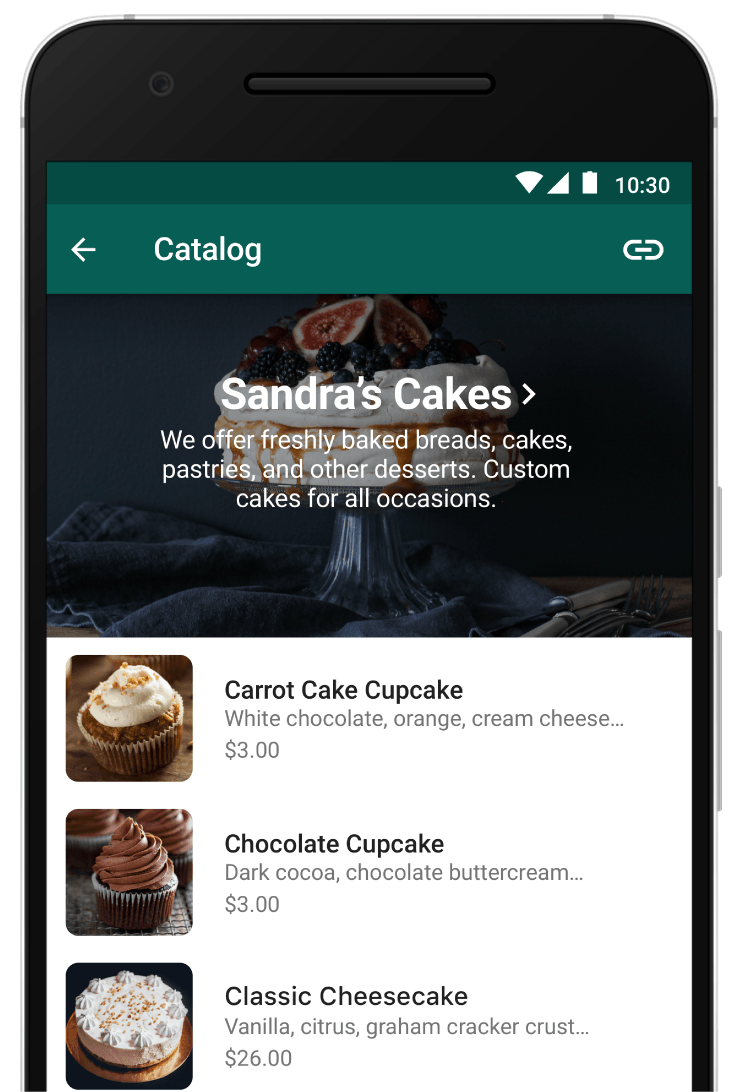 10:30
Catalog
Sandra’s Cakes
We offer freshly baked breads, cakes,
pastries, and other desserts. Custom
cakes for all occasions.
Carrot Cake Cupcake
White chocolate, orange, cream cheese...
$3.00
Chocolate Cupcake
Dark cocoa, chocolate buttercream...
$3.00
Classic Cheesecake
Vanilla, citrus, graham cracker crust...
$26.00